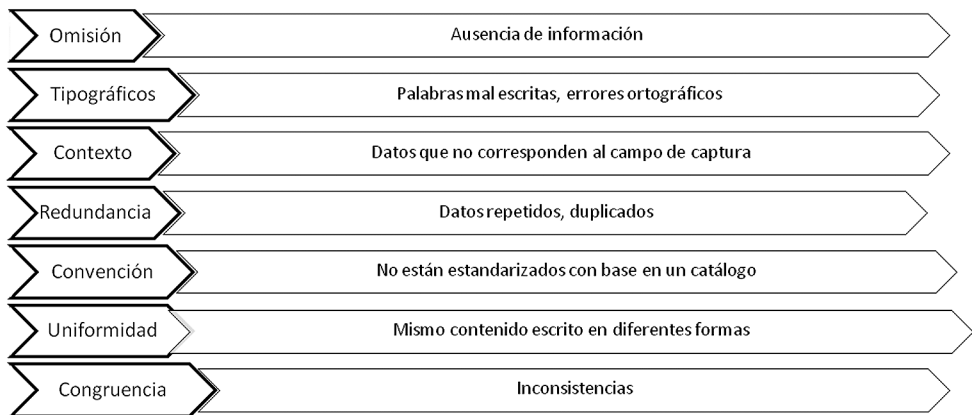 Omisión Ausencia de información
Tipográficos Palabras mal escritas, errores ortográficos
Contexto Datos que no corresponden al campo de captura
Redundancia Datos repetidos, duplicados
Convención No están estandarizados con base en un catálogo
Uniformidad Mismo contenido escrito en diferentes formas
Congruencia Inconsistencias